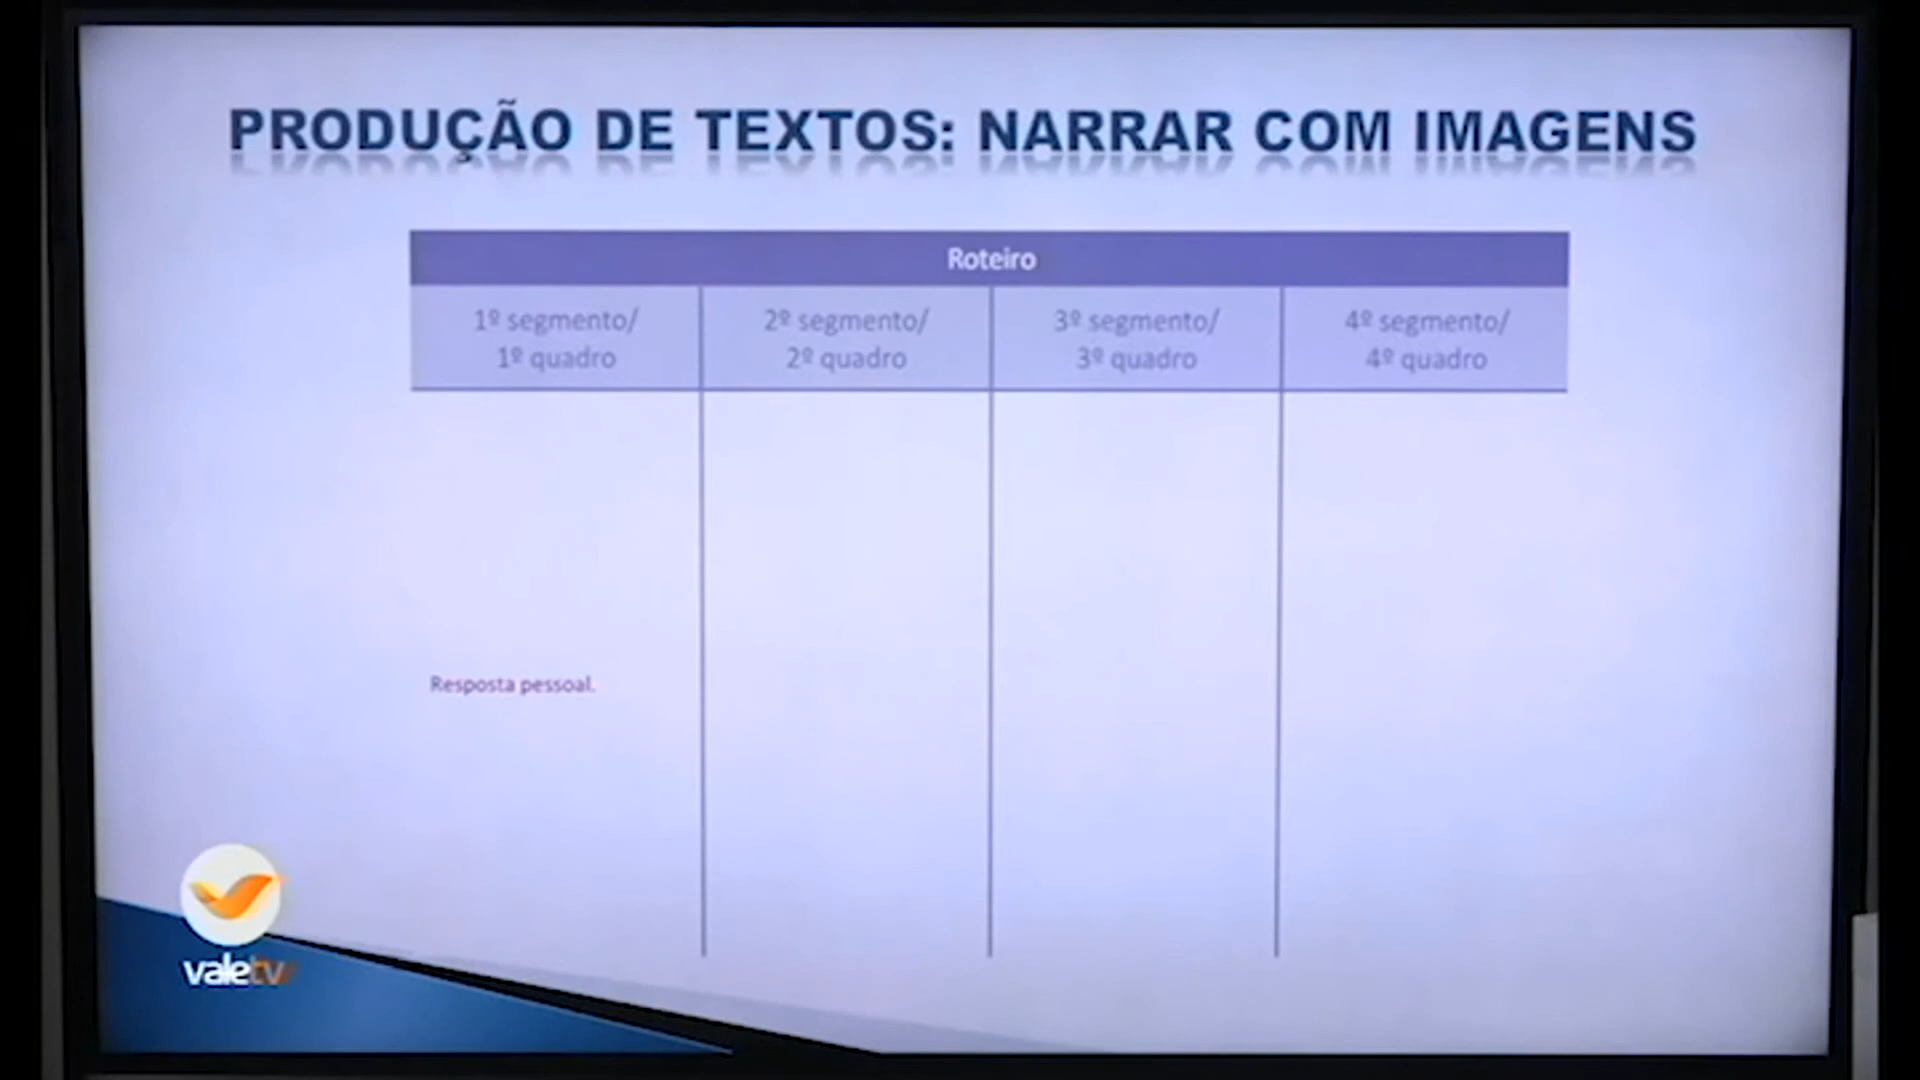 PRODUÇÃO DE TEXTOS: NARRAR COM IMAGENS
Roteiro
1º segmento/
1º quadro
2º segmento/
2º quadro
3º segmento/
3º quadro
4º segmento/
4º quadro
Resposta pessoal.
valetv